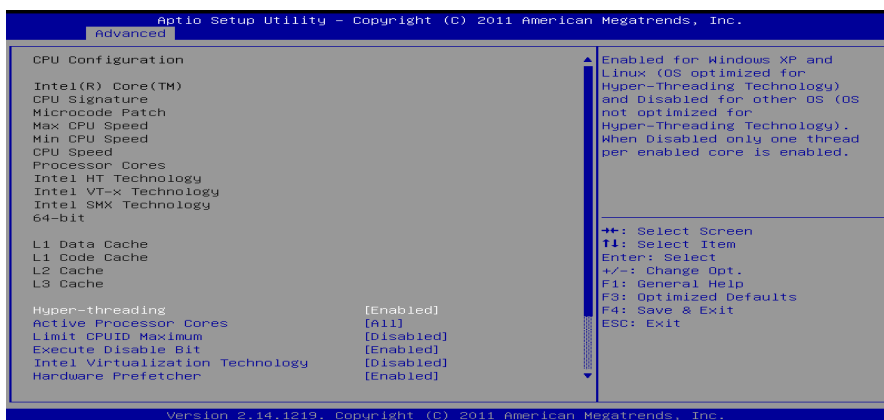 Aptio Setup Utility – Copyright (C) 2011 American Megatrends, Inc.
Advanced
CPU Configuration
Intel(R) Core(TM)
CPU Signature
Microcode Patch
Max CPU Speed
Min CPU Speed
CPU Speed
Processor Cores
Intel HT Technology
Intel VT-x Technology
Intel SMX Technology
64-bit
L1 Data Cache
L1 Code Cache
L2 Cache
L3 Cache
Hyper-threading [Enabled]
Active Processor Cores [All]
Limit CPUID Maximum [Disabled]
Execute Disable Bit [Enabled]
Intel Virtualization Technology [Disabled]
Hardware Prefetcher [Enabled]
Enabled for Windows XP and
Linux (OS optimized for
Hyper-Threading Technology)
and Disabled for other OS (OS
not optimized for
Hyper-Threading Technology).
When Disabled only one thread
per enabled core is enabled.
→←: Select Screen
↑↓: Select Item
Enter: Select
+/-: Change Opt.
F1: General Help
F3: Optimized Defaults
F4: Save & Exit
ESC: Exit
Version 2.14.1219. Copyright (C) 2011 American Megatrends, Inc.